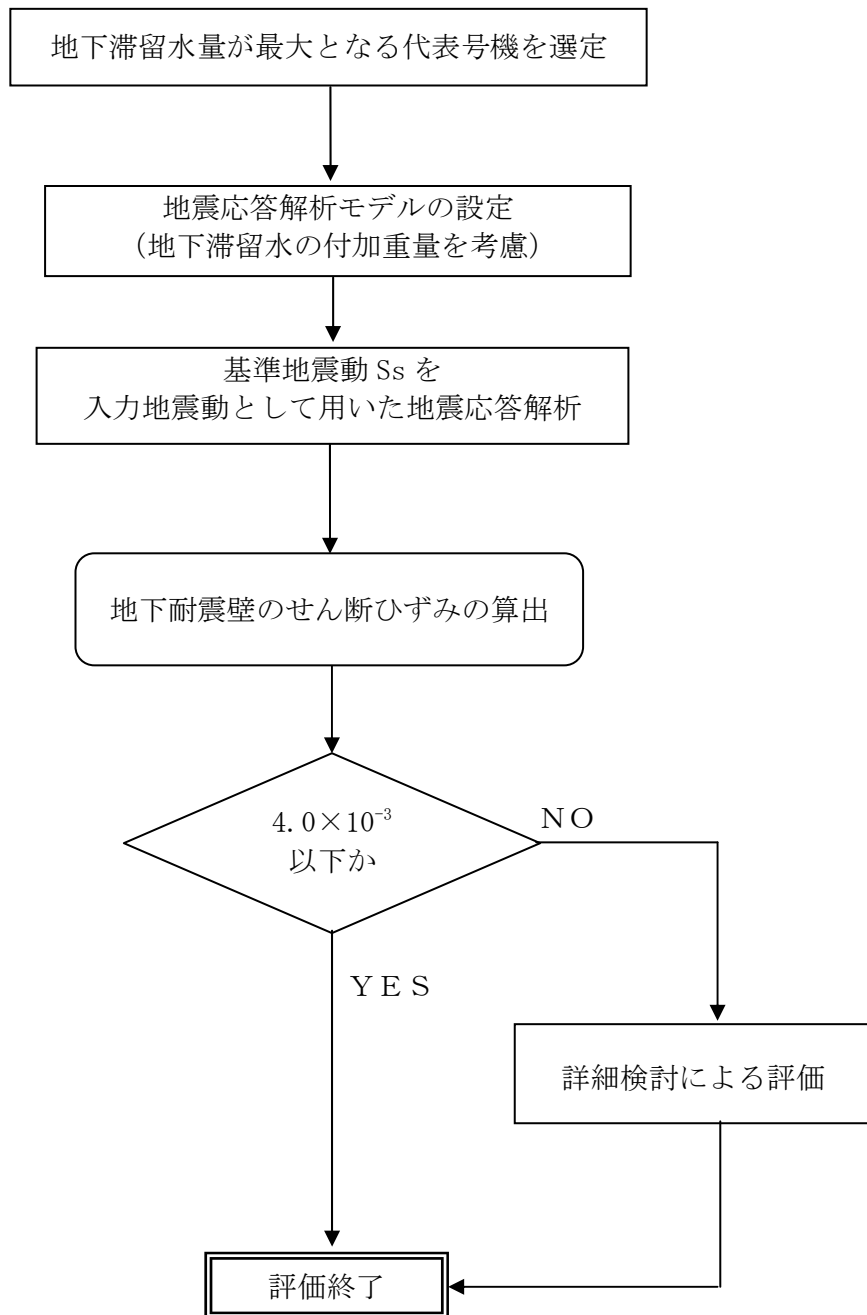 地下滞留水量が最大となる代表号機を選定
地震応答解析モデルの設定
（地下滞留水の付加重量を考慮）
基準地震動 Ss を
入力地震動として用いた地震応答解析
地下耐震壁のせん断ひずみの算出
4.0×10⁻³
以下か
ＮＯ
ＹＥＳ
詳細検討による評価
評価終了